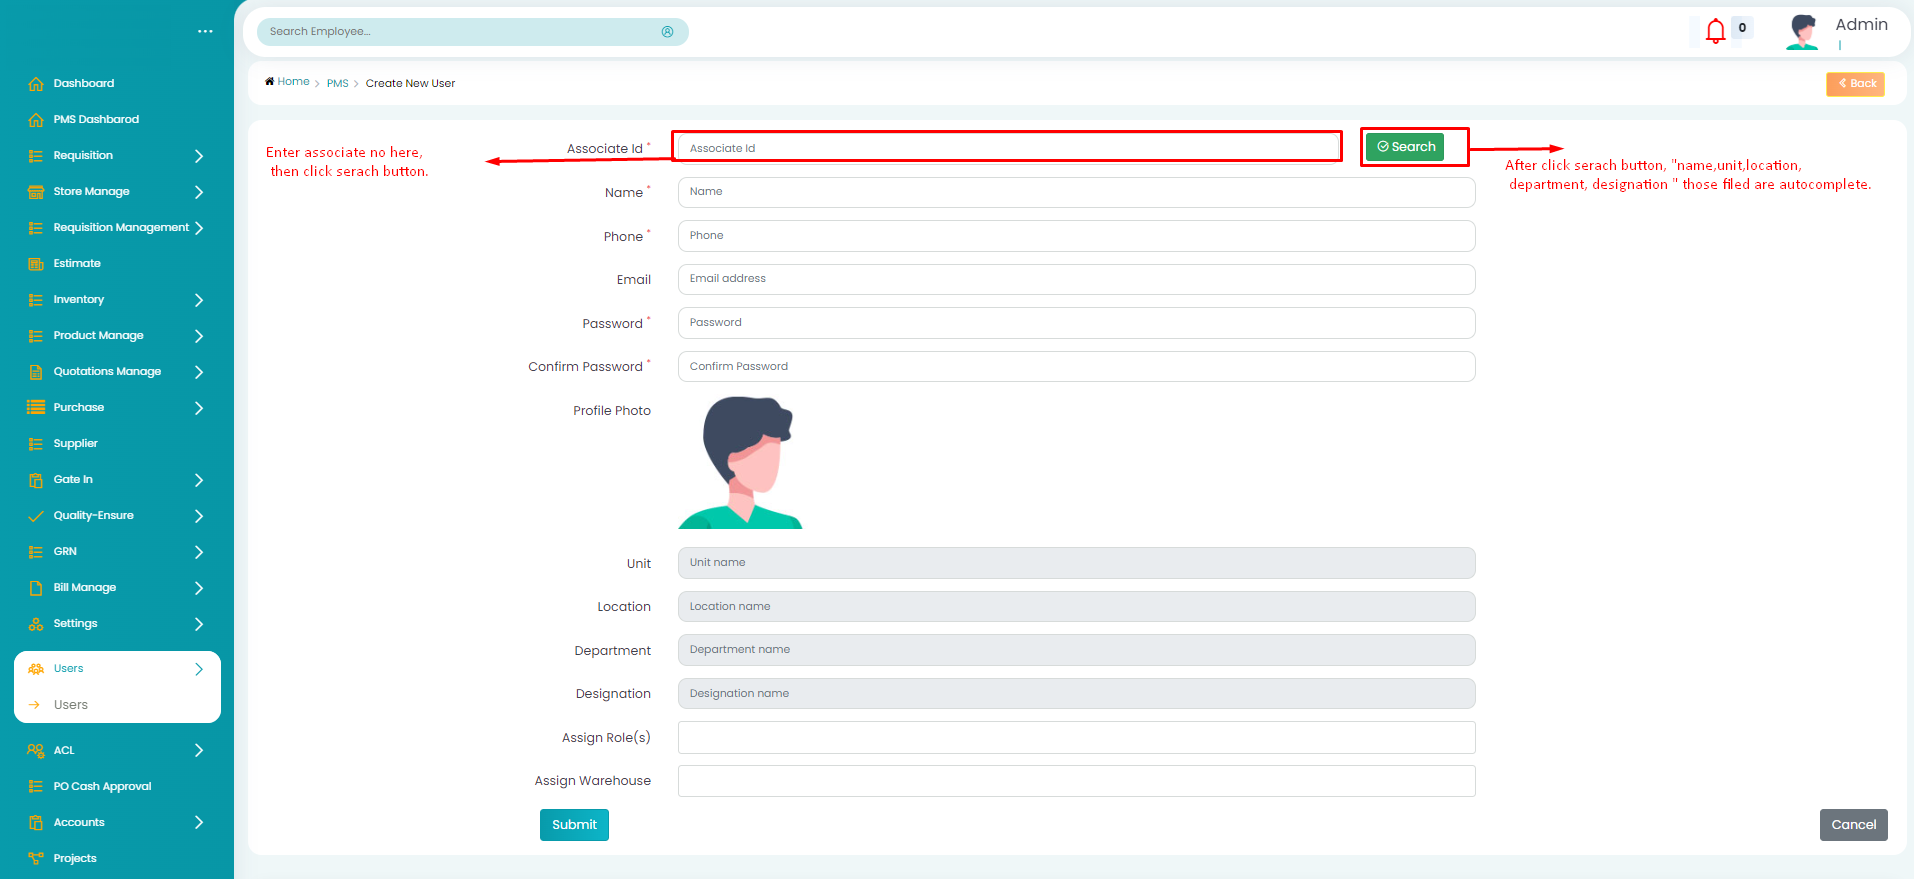 ...
Search Employee...
0
Admin
Dashboard
PMS Dashbarod
Requisition
Store Manage
Requisition Management
Estimate
Inventory
Product Manage
Quotations Manage
Purchase
Supplier
Gate In
Quality-Ensure
GRN
Bill Manage
Settings
Users
Users
ACL
PO Cash Approval
Accounts
Projects
Home > PMS > Create New User
Back
Enter associate no here,
then click serach button.
Associate Id * Associate Id
Search
After click serach button, "name,unit,location,
department, designation " those filed are autocomplete.
Name * Name
Phone * Phone
Email Email address
Password * Password
Confirm Password * Confirm Password
Profile Photo
Unit Unit name
Location Location name
Department Department name
Designation Designation name
Assign Role(s)
Assign Warehouse
Submit
Cancel